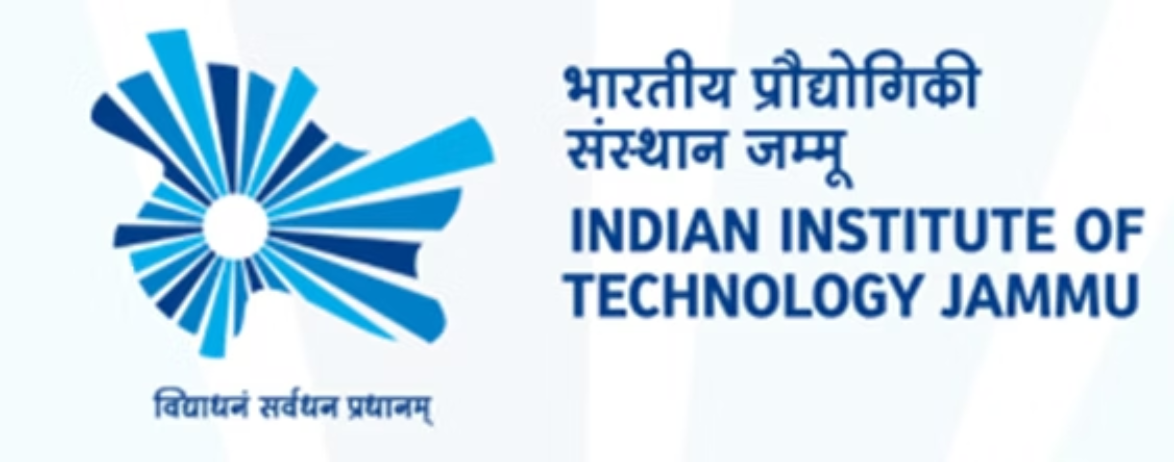 भारतीय प्रौद्योगिकी
संस्थान जम्मू
INDIAN INSTITUTE OF
TECHNOLOGY JAMMU
विद्याधनं सर्वधन प्रधानम्